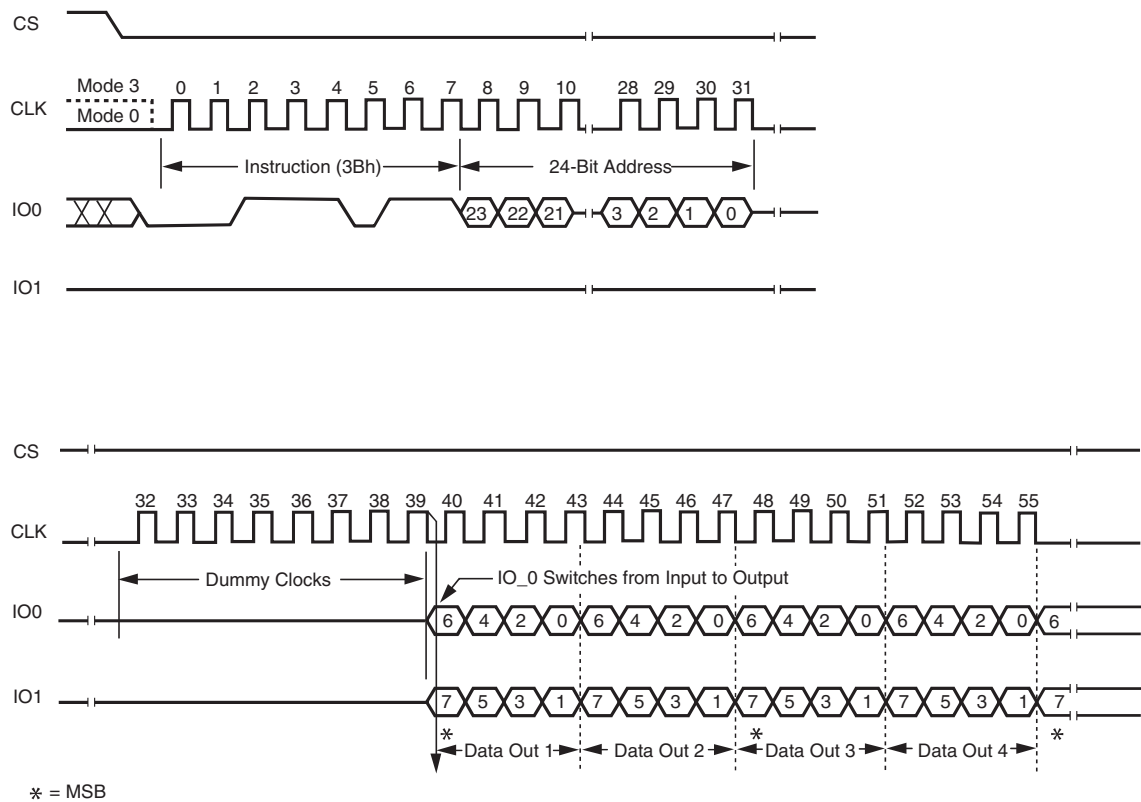 CS
Mode 3
0 1 2 3 4 5 6 7 8 9 10 28 29 30 31
CLK
Mode 0
Instruction (3Bh) 24-Bit Address
IO0 23 22 21 3 2 1 0
IO1
CS
32 33 34 35 36 37 38 39 40 41 42 43 44 45 46 47 48 49 50 51 52 53 54 55
CLK
Dummy Clocks IO_0 Switches from Input to Output
IO0 6 4 2 0 6 4 2 0 6 4 2 0 6 4 2 0 6
IO1 7 5 3 1 7 5 3 1 7 5 3 1 7 5 3 1 7
* * *
Data Out 1 Data Out 2 Data Out 3 Data Out 4
* = MSB